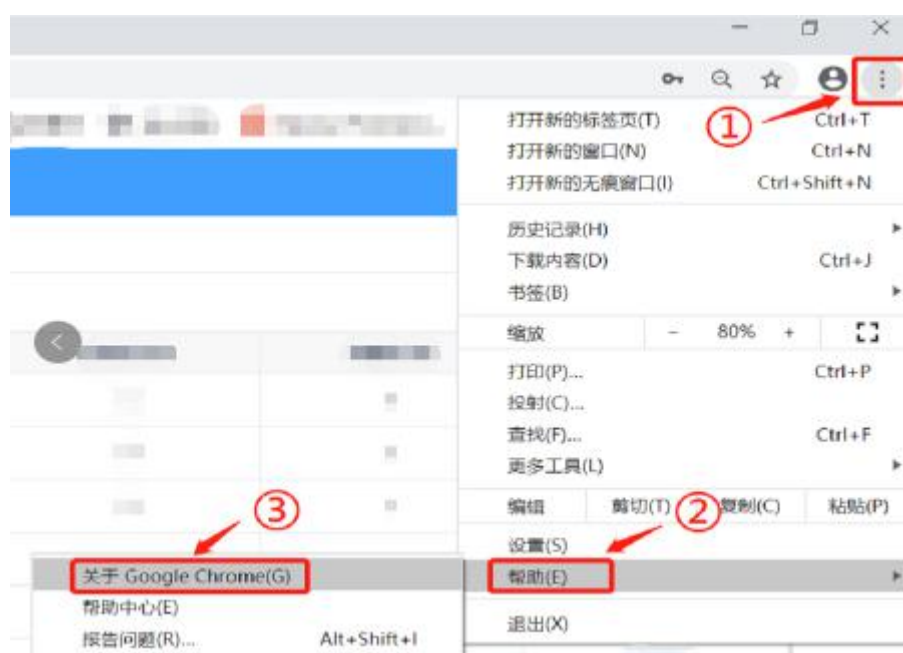 ①
打开新的标签页(T) Ctrl+T
打开新的窗口(N) Ctrl+N
打开新的无痕窗口(I) Ctrl+Shift+N
历史记录(H)
下载内容(D) Ctrl+J
书签(B)
缩放 - 80% +
打印(P)... Ctrl+P
投射(C)...
查找(F)... Ctrl+F
更多工具(L)
编辑 剪切(T) 复制(C) 粘贴(P)
②
设置(S)
帮助(E)
退出(X)
③
关于 Google Chrome(G)
帮助中心(E)
报告问题(R)... Alt+Shift+I